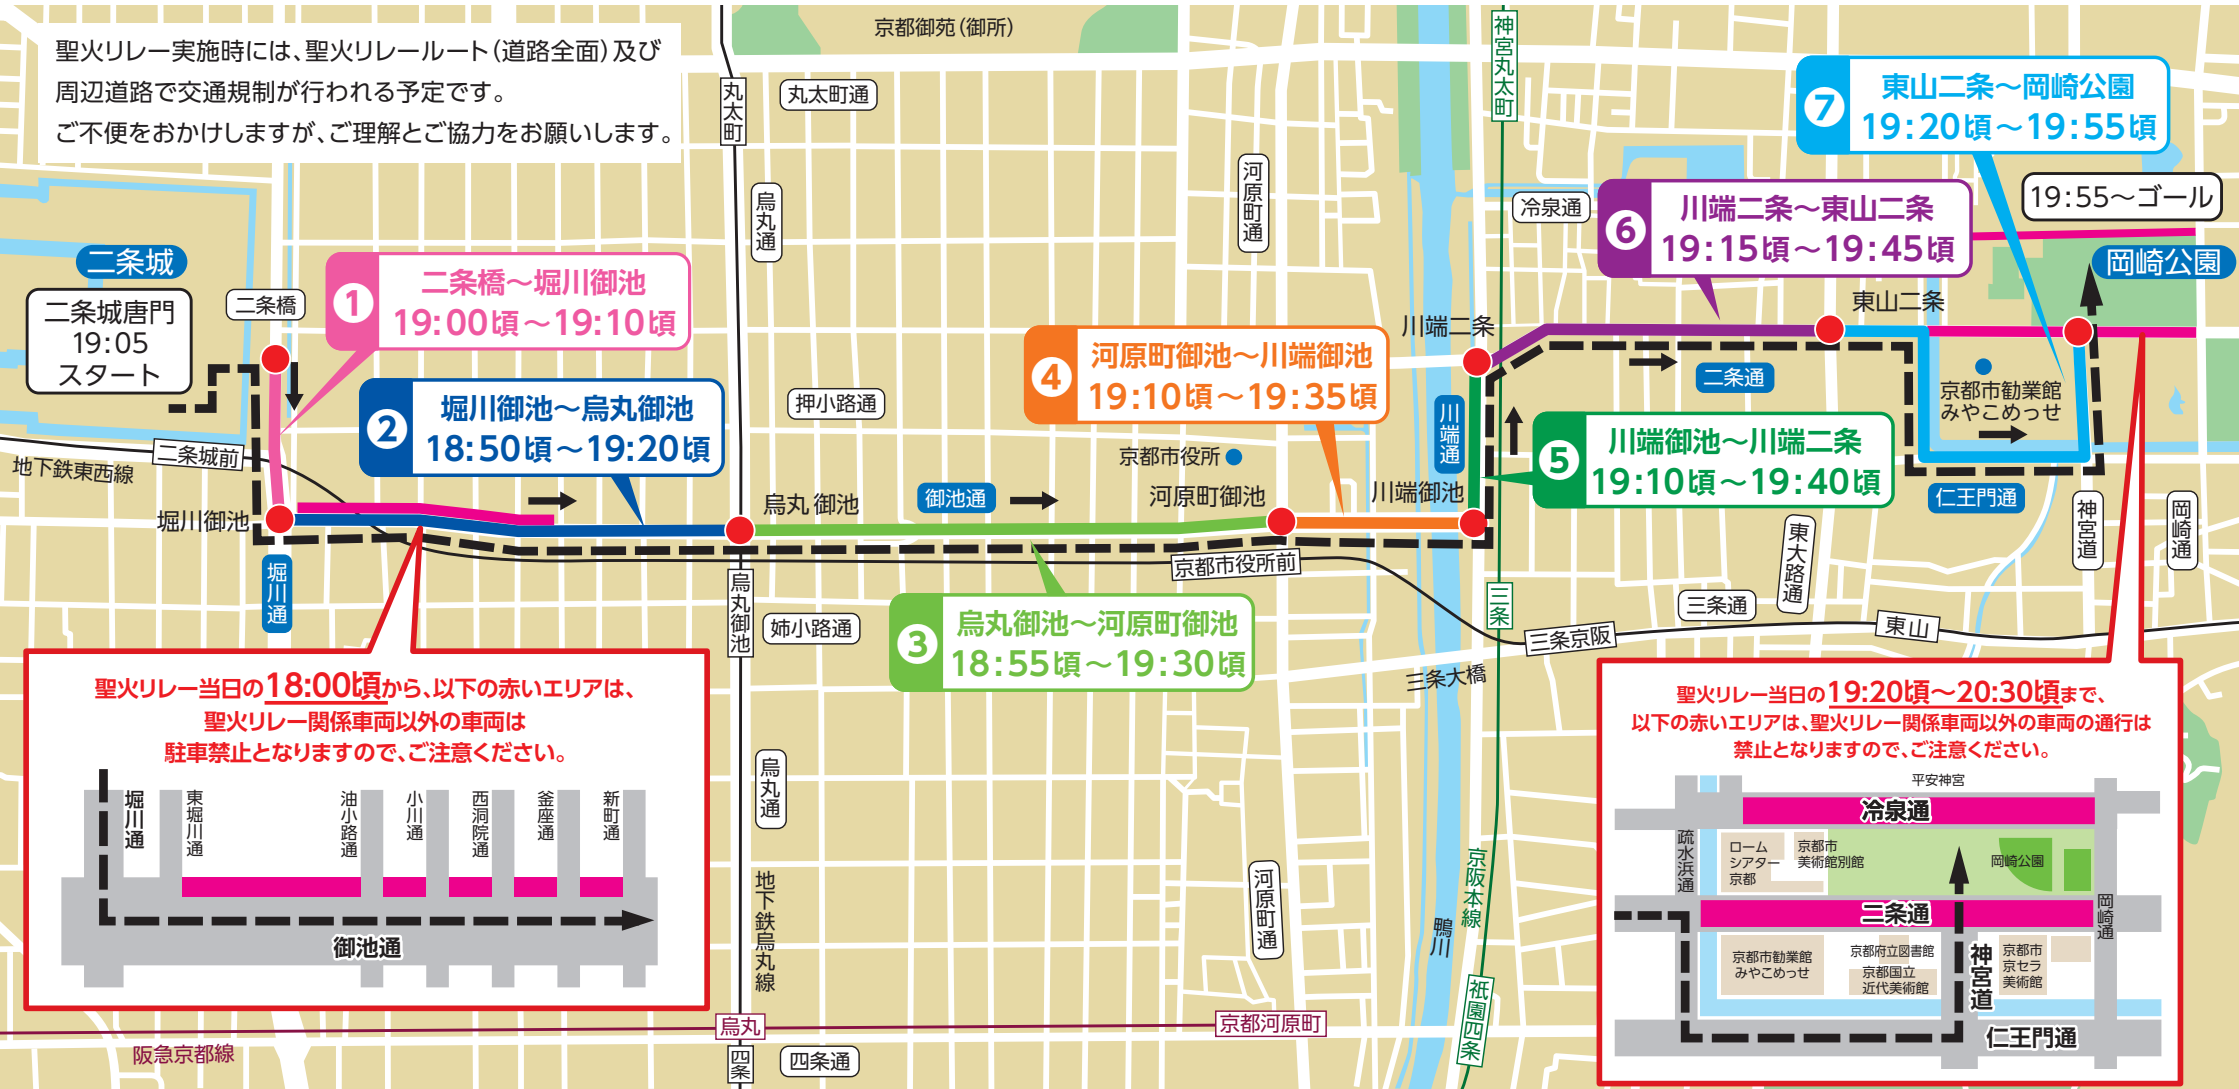 聖火リレー実施時には、聖火リレールート(道路全面)及び
周辺道路で交通規制が行われる予定です。
ご不便をおかけしますが、ご理解とご協力をお願いします。
京都御苑(御所)
丸太町
丸太町通
神宮丸太町
烏丸通
河原町通
冷泉通
❼
東山二条〜岡崎公園
19:20頃〜19:55頃
19:55〜ゴール
岡崎公園
❻
川端二条〜東山二条
19:15頃〜19:45頃
東山二条
二条城
二条城唐門
19:05
スタート
二条橋
❶
二条橋〜堀川御池
19:00頃〜19:10頃
❷
堀川御池〜烏丸御池
18:50頃〜19:20頃
押小路通
❹
河原町御池〜川端御池
19:10頃〜19:35頃
川端二条
二条通
川端通
❺
川端御池〜川端二条
19:10頃〜19:40頃
京都市勧業館
みやこめっせ
仁王門通
神宮道
岡崎通
二条城前
地下鉄東西線
堀川御池
堀川通
烏丸 御池
御池通
京都市役所
河原町御池
川端御池
京都市役所前
烏丸御池
姉小路通
❸
烏丸御池〜河原町御池
18:55頃〜19:30頃
三条
三条通
東大路通
三条京阪
東山
三条大橋
聖火リレー当日の18:00頃から、以下の赤いエリアは、
聖火リレー関係車両以外の車両は
駐車禁止となりますので、ご注意ください。
堀川通
東堀川通
油小路通
小川通
西洞院通
釜座通
新町通
御池通
烏丸通
地下鉄烏丸線
河原町通
京阪本線
鴨川
祇園四条
烏丸
京都河原町
阪急京都線
四条
四条通
聖火リレー当日の19:20頃〜20:30頃まで、
以下の赤いエリアは、聖火リレー関係車両以外の車両の通行は
禁止となりますので、ご注意ください。
平安神宮
冷泉通
疏水浜通
ローム
シアター
京都
京都市
美術館別館
岡崎公園
二条通
岡崎通
京都市勧業館
みやこめっせ
京都府立図書館
京都国立
近代美術館
神宮道
京都市
京セラ
美術館
仁王門通